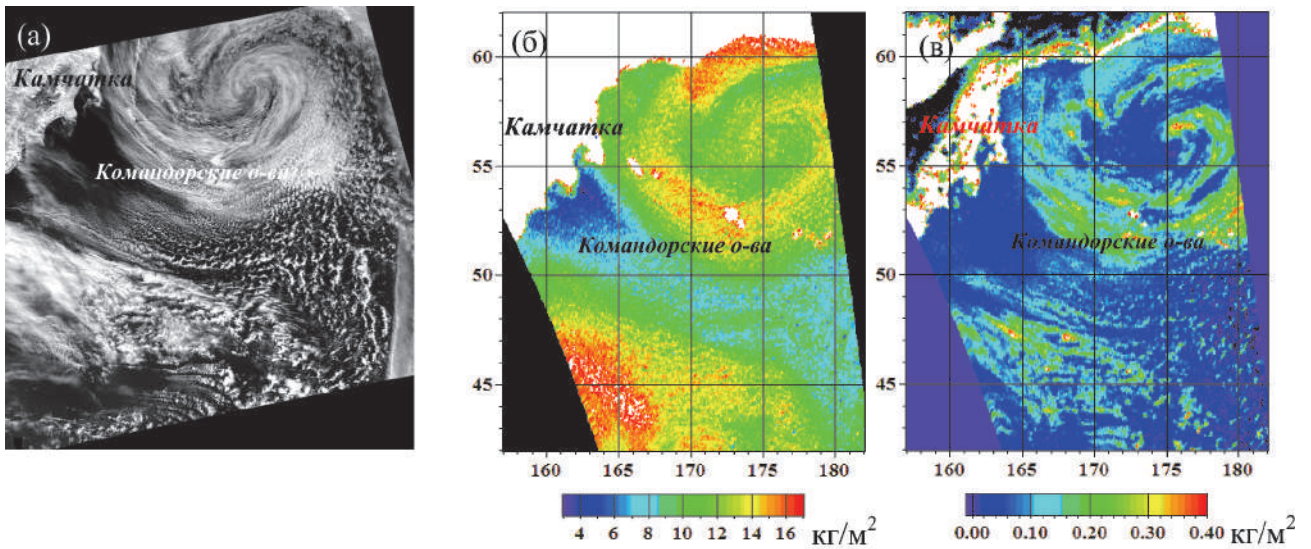 (а)
Камчатка
Командорские о-ва
(б)
60
55
50
45
Камчатка
Командорские о-ва
160 165 170 175 180
4 6 8 10 12 14 16 кг/м²
(в)
60
55
50
45
Камчатка
Командорские о-ва
160 165 170 175 180
0.00 0.10 0.20 0.30 0.40 кг/м²